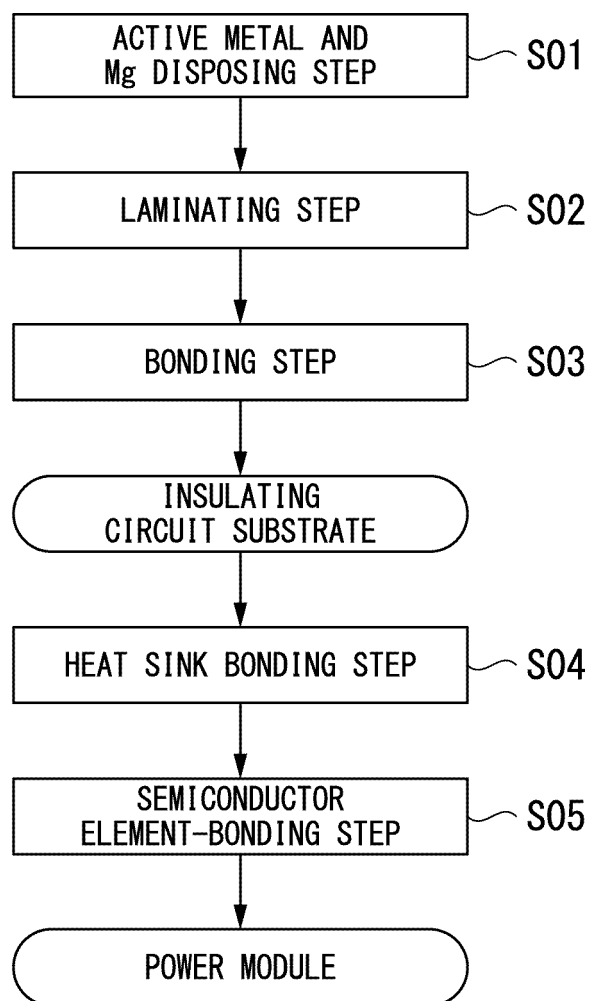 ACTIVE METAL AND
Mg DISPOSING STEP
S01
LAMINATING STEP
S02
BONDING STEP
S03
INSULATING
CIRCUIT SUBSTRATE
HEAT SINK BONDING STEP
S04
SEMICONDUCTOR
ELEMENT-BONDING STEP
S05
POWER MODULE